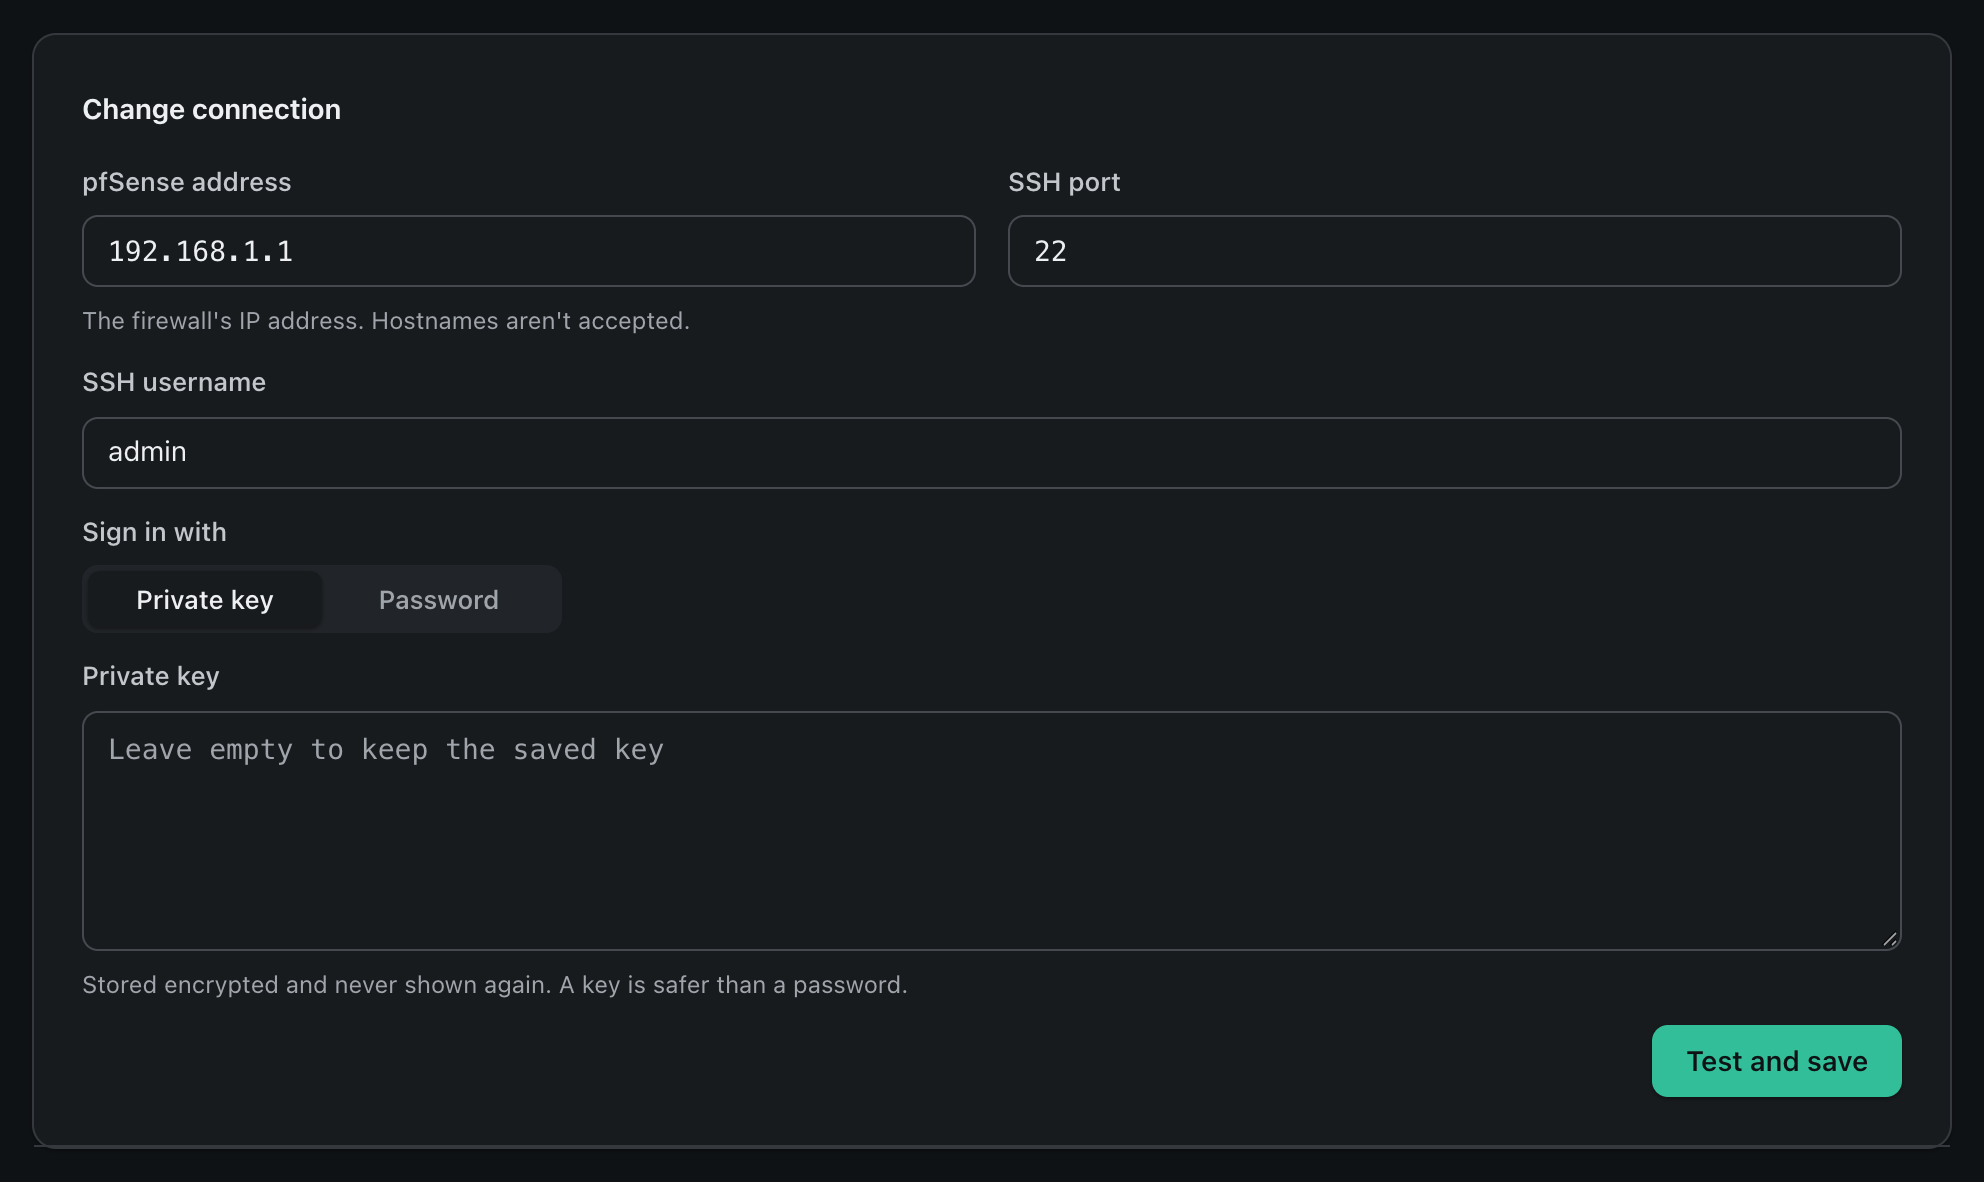 Change connection
pfSense address
SSH port
192.168.1.1
22
The firewall's IP address. Hostnames aren't accepted.
SSH username
admin
Sign in with
Private key
Password
Private key
Leave empty to keep the saved key
Stored encrypted and never shown again. A key is safer than a password.
Test and save